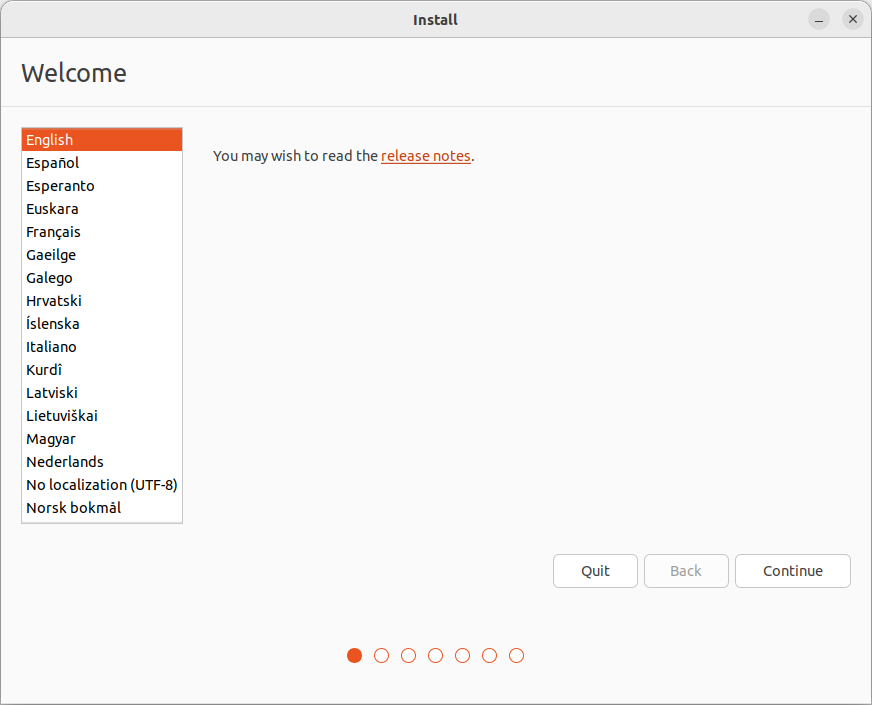 Install
Welcome
English
Español
Esperanto
Euskara
Français
Gaeilge
Galego
Hrvatski
Íslenska
Italiano
Kurdî
Latviski
Lietuviškai
Magyar
Nederlands
No localization (UTF-8)
Norsk bokmål
You may wish to read the release notes.
Quit
Back
Continue